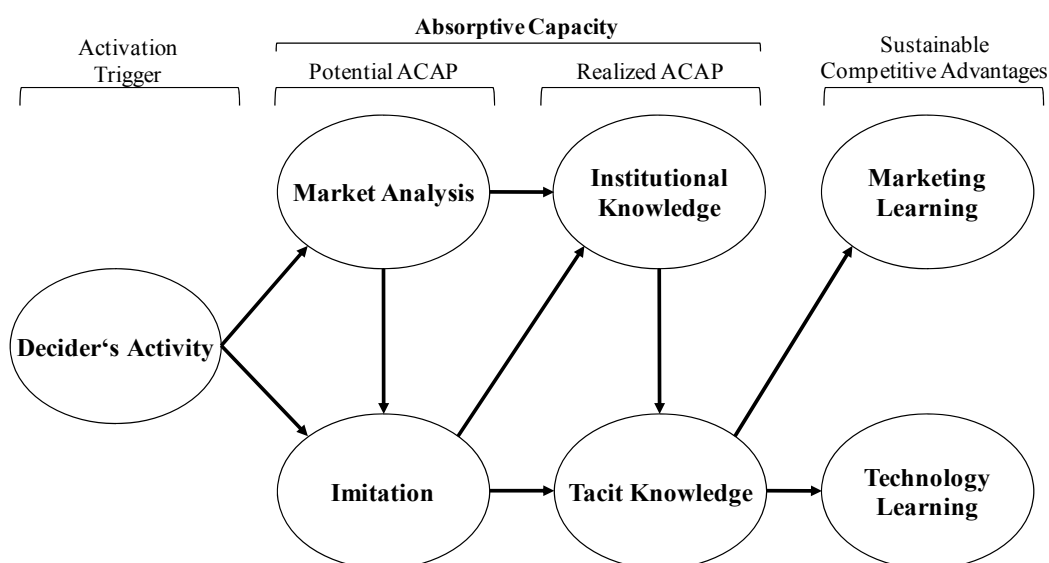 Absorptive Capacity
Activation
Trigger
Potential ACAP
Realized ACAP
Sustainable
Competitive Advantages
Market Analysis
Institutional
Knowledge
Marketing
Learning
Decider‘s Activity
Imitation
Tacit Knowledge
Technology
Learning